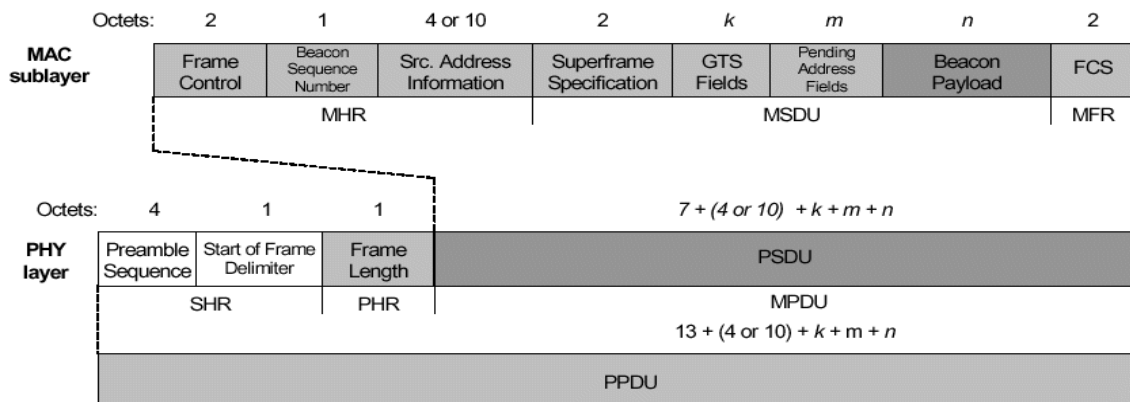 Octets: 2 1 4 or 10 2 k m n 2
MAC sublayer
Frame Control
Beacon Sequence Number
Src. Address Information
Superframe Specification
GTS Fields
Pending Address Fields
Beacon Payload
FCS
MHR MSDU MFR
Octets: 4 1 1 7 + (4 or 10) + k + m + n
PHY layer
Preamble Sequence
Start of Frame Delimiter
Frame Length
PSDU
SHR PHR MPDU
13 + (4 or 10) + k + m + n
PPDU